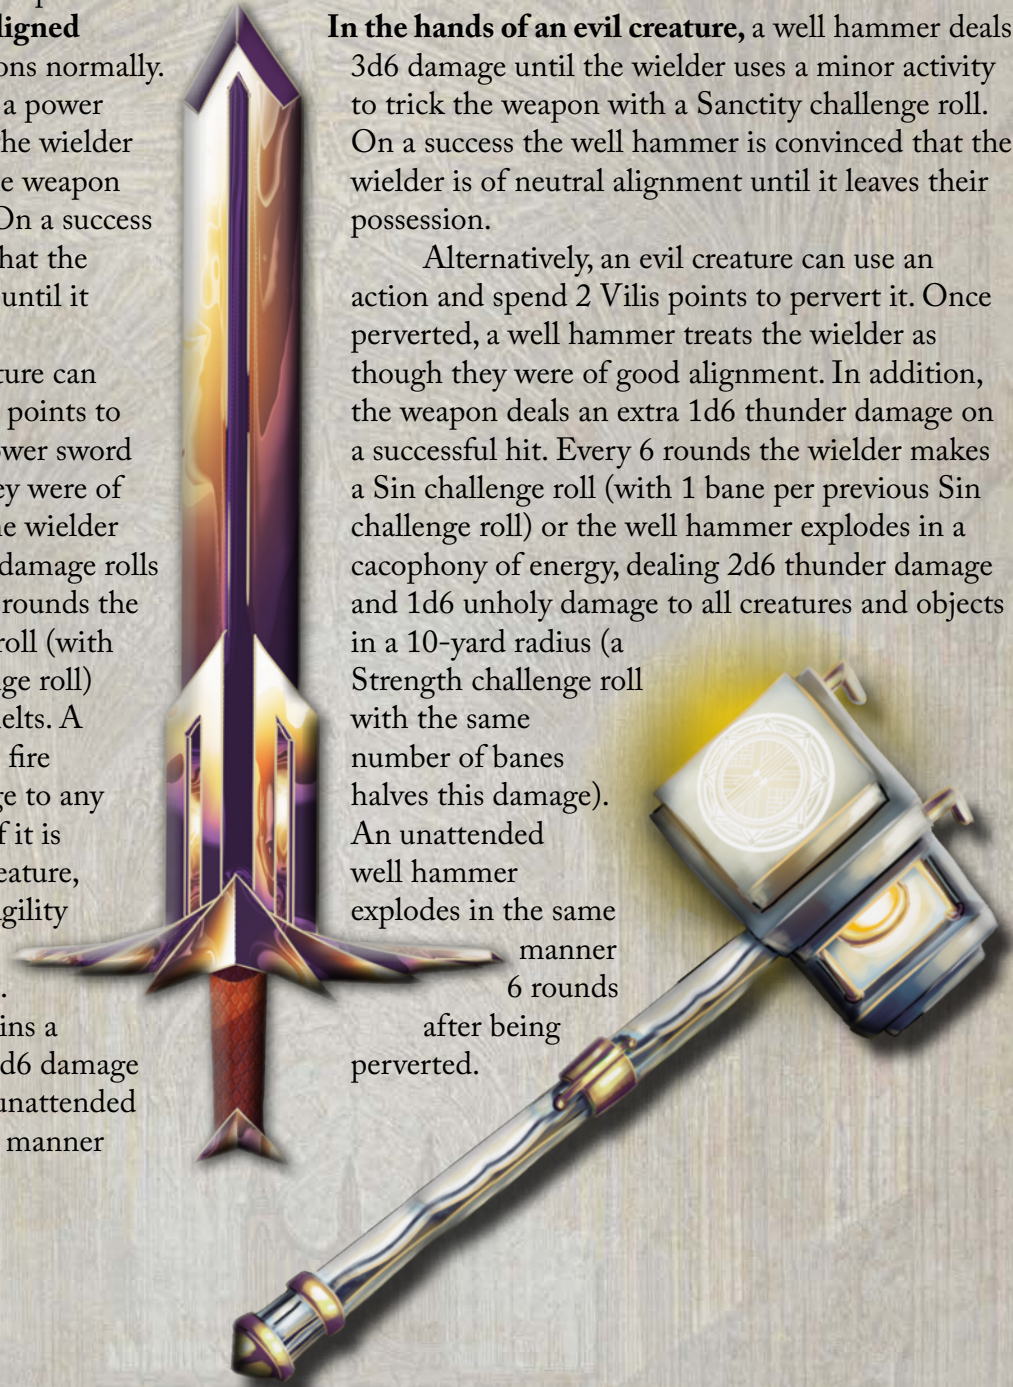 ligned
ons normally.
a power
he wielder
e weapon
On a success
hat the
until it
ture can
points to
ower sword
ey were of
he wielder
damage rolls
rounds the
roll (with
ge roll)
elts. A
fire
ge to any
f it is
eature,
gility
.
ins a
d6 damage
unattended
manner
In the hands of an evil creature, a well hammer deals
3d6 damage until the wielder uses a minor activity
to trick the weapon with a Sanctity challenge roll.
On a success the well hammer is convinced that the
wielder is of neutral alignment until it leaves their
possession.
Alternatively, an evil creature can use an
action and spend 2 Vilis points to pervert it. Once
perverted, a well hammer treats the wielder as
though they were of good alignment. In addition,
the weapon deals an extra 1d6 thunder damage on
a successful hit. Every 6 rounds the wielder makes
a Sin challenge roll (with 1 bane per previous Sin
challenge roll) or the well hammer explodes in a
cacophony of energy, dealing 2d6 thunder damage
and 1d6 unholy damage to all creatures and objects
in a 10-yard radius (a
Strength challenge roll
with the same
number of banes
halves this damage).
An unattended
well hammer
explodes in the same
manner
6 rounds
after being
perverted.